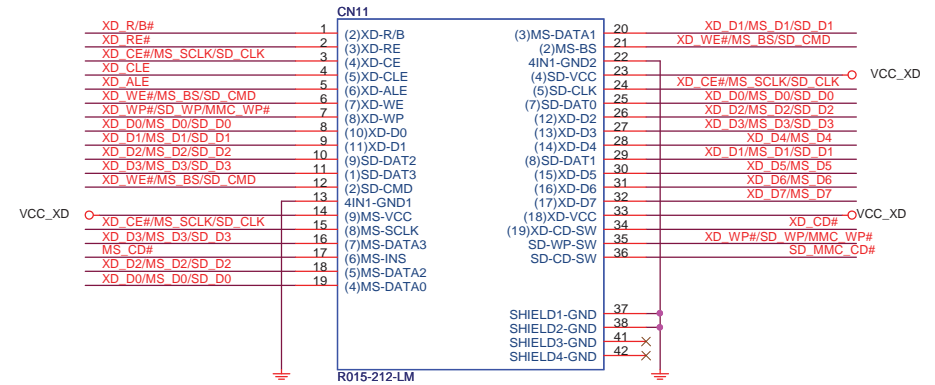 CN11
XD_R/B# 1 (2)XD-R/B
XD_RE# 2 (3)XD-RE
XD_CE#/MS_SCLK/SD_CLK 3 (4)XD-CE
XD_CLE 4 (5)XD-CLE
XD_ALE 5 (6)XD-ALE
XD_WE#/MS_BS/SD_CMD 6 (7)XD-WE
XD_WP#/SD_WP/MMC_WP# 7 (8)XD-WP
XD_D0/MS_D0/SD_D0 8 (10)XD-D0
XD_D1/MS_D1/SD_D1 9 (11)XD-D1
XD_D2/MS_D2/SD_D2 10 (9)SD-DAT2
XD_D3/MS_D3/SD_D3 11 (1)SD-DAT3
XD_WE#/MS_BS/SD_CMD 12 (2)SD-CMD
13 4IN1-GND1
VCC_XD 14 (9)MS-VCC
XD_CE#/MS_SCLK/SD_CLK 15 (8)MS-SCLK
XD_D3/MS_D3/SD_D3 16 (7)MS-DATA3
MS_CD# 17 (6)MS-INS
XD_D2/MS_D2/SD_D2 18 (5)MS-DATA2
XD_D0/MS_D0/SD_D0 19 (4)MS-DATA0
(3)MS-DATA1 20 XD_D1/MS_D1/SD_D1
(2)MS-BS 21 XD_WE#/MS_BS/SD_CMD
4IN1-GND2 22
(4)SD-VCC 23 VCC_XD
(5)SD-CLK 24 XD_CE#/MS_SCLK/SD_CLK
(7)SD-DAT0 25 XD_D0/MS_D0/SD_D0
(12)XD-D2 26 XD_D2/MS_D2/SD_D2
(13)XD-D3 27 XD_D3/MS_D3/SD_D3
(14)XD-D4 28 XD_D4/MS_D4
(8)SD-DAT1 29 XD_D1/MS_D1/SD_D1
(15)XD-D5 30 XD_D5/MS_D5
(16)XD-D6 31 XD_D6/MS_D6
(17)XD-D7 32 XD_D7/MS_D7
(18)XD-VCC 33 VCC_XD
(19)XD-CD-SW 34 XD_CD#
SD-WP-SW 35 XD_WP#/SD_WP/MMC_WP#
SD-CD-SW 36 SD_MMC_CD#
SHIELD1-GND 37
SHIELD2-GND 38
SHIELD3-GND 41
SHIELD4-GND 42
R015-212-LM